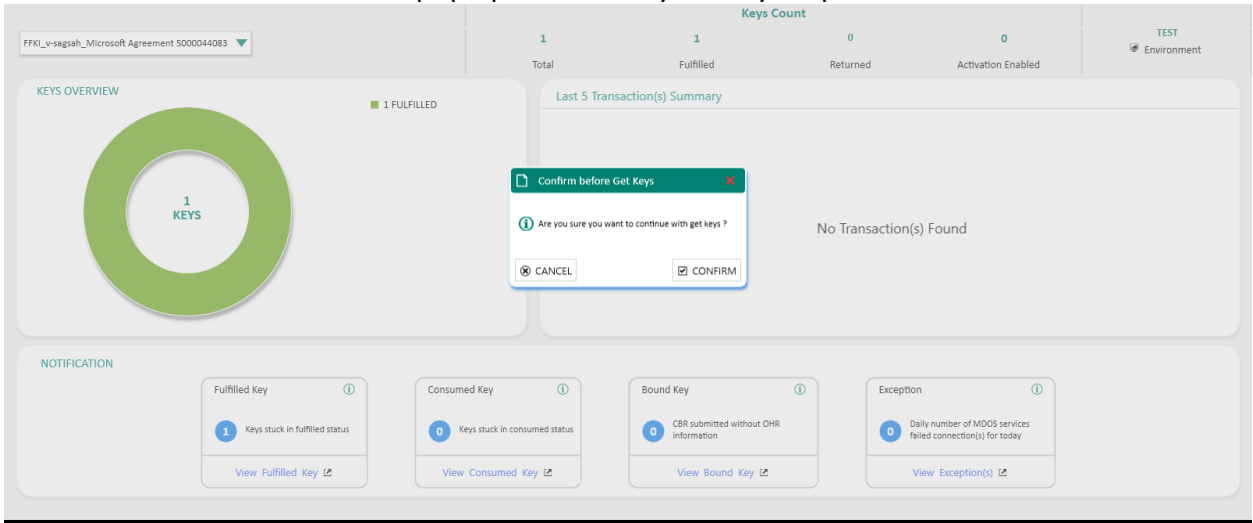 Keys Count
FFKI_v-sagsah_Microsoft Agreement 5000044083
1
Total
1
Fulfilled
0
Returned
0
Activation Enabled
TEST
Environment
KEYS OVERVIEW
1 FULFILLED
1
KEYS
Last 5 Transaction(s) Summary
No Transaction(s) Found
Confirm before Get Keys
Are you sure you want to continue with get keys ?
CANCEL
CONFIRM
NOTIFICATION
Fulfilled Key
1
Keys stuck in fulfilled status
View Fulfilled Key
Consumed Key
0
Keys stuck in consumed status
View Consumed Key
Bound Key
0
CBR submitted without OHR
information
View Bound Key
Exception
0
Daily number of MDOS services
failed connection(s) for today
View Exception(s)